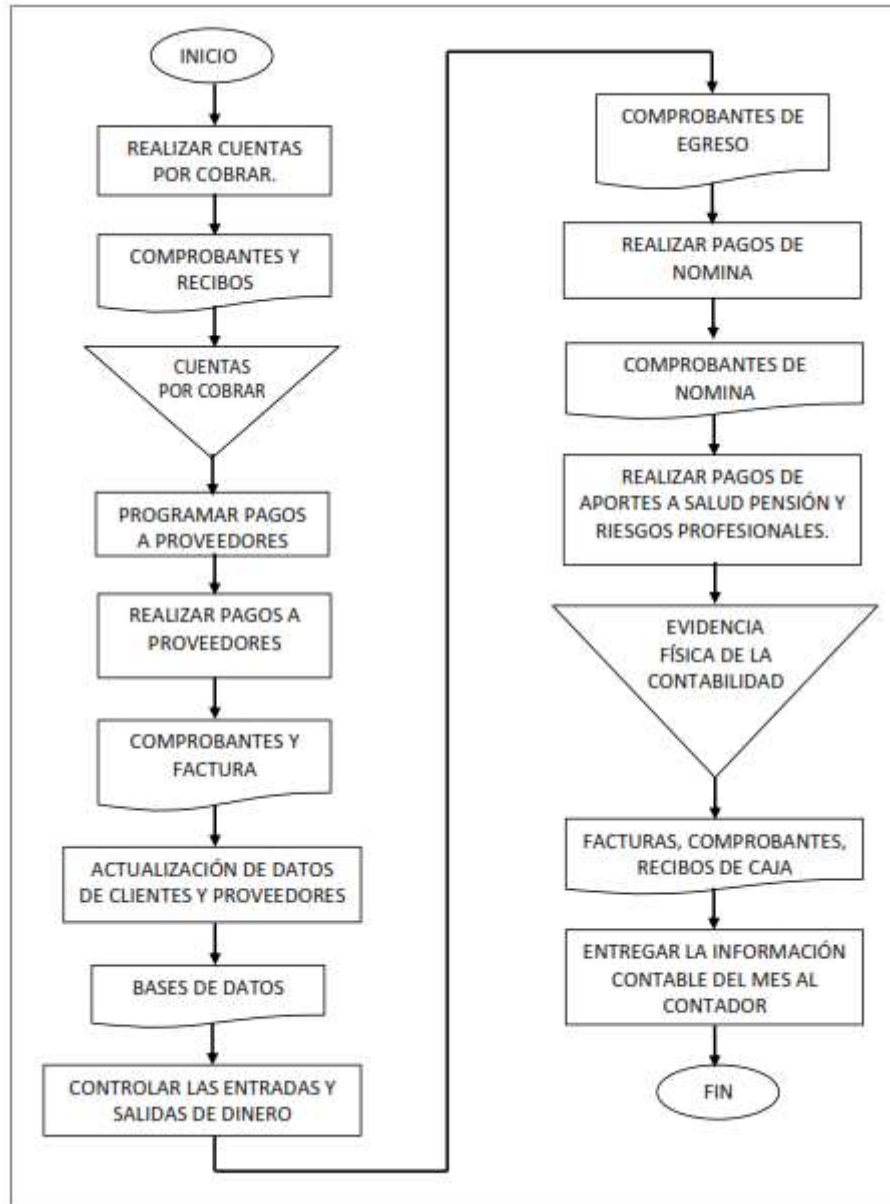 INICIO
REALIZAR CUENTAS
POR COBRAR.
COMPROBANTES Y
RECIBOS
CUENTAS
POR COBRAR
PROGRAMAR PAGOS
A PROVEEDORES
REALIZAR PAGOS A
PROVEEDORES
COMPROBANTES Y
FACTURA
ACTUALIZACIÓN DE DATOS
DE CLIENTES Y PROVEEDORES
BASES DE DATOS
CONTROLAR LAS ENTRADAS Y
SALIDAS DE DINERO
COMPROBANTES DE
EGRESO
REALIZAR PAGOS DE
NOMINA
COMPROBANTES DE
NOMINA
REALIZAR PAGOS DE
APORTES A SALUD PENSIÓN Y
RIESGOS PROFESIONALES.
EVIDENCIA
FÍSICA DE LA
CONTABILIDAD
FACTURAS, COMPROBANTES,
RECIBOS DE CAJA
ENTREGAR LA INFORMACIÓN
CONTABLE DEL MES AL
CONTADOR
FIN